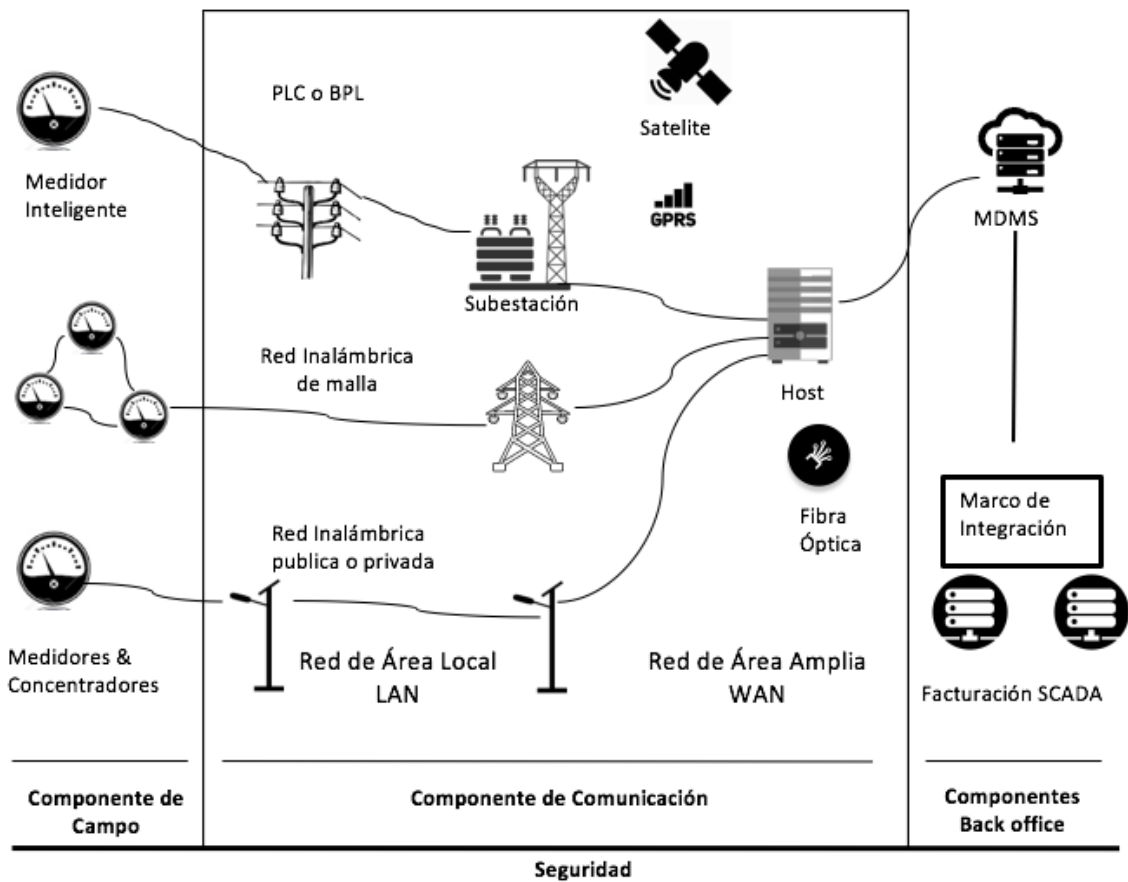 PLC o BPL
Satelite
Medidor
Inteligente
GPRS
MDMS
Subestación
Red Inalámbrica
de malla
Host
Marco de
Integración
Fibra
Óptica
Red Inalámbrica
publica o privada
Medidores &
Concentradores
Red de Área Local
LAN
Red de Área Amplia
WAN
Facturación SCADA
Componente de
Campo
Componente de Comunicación
Componentes
Back office
Seguridad